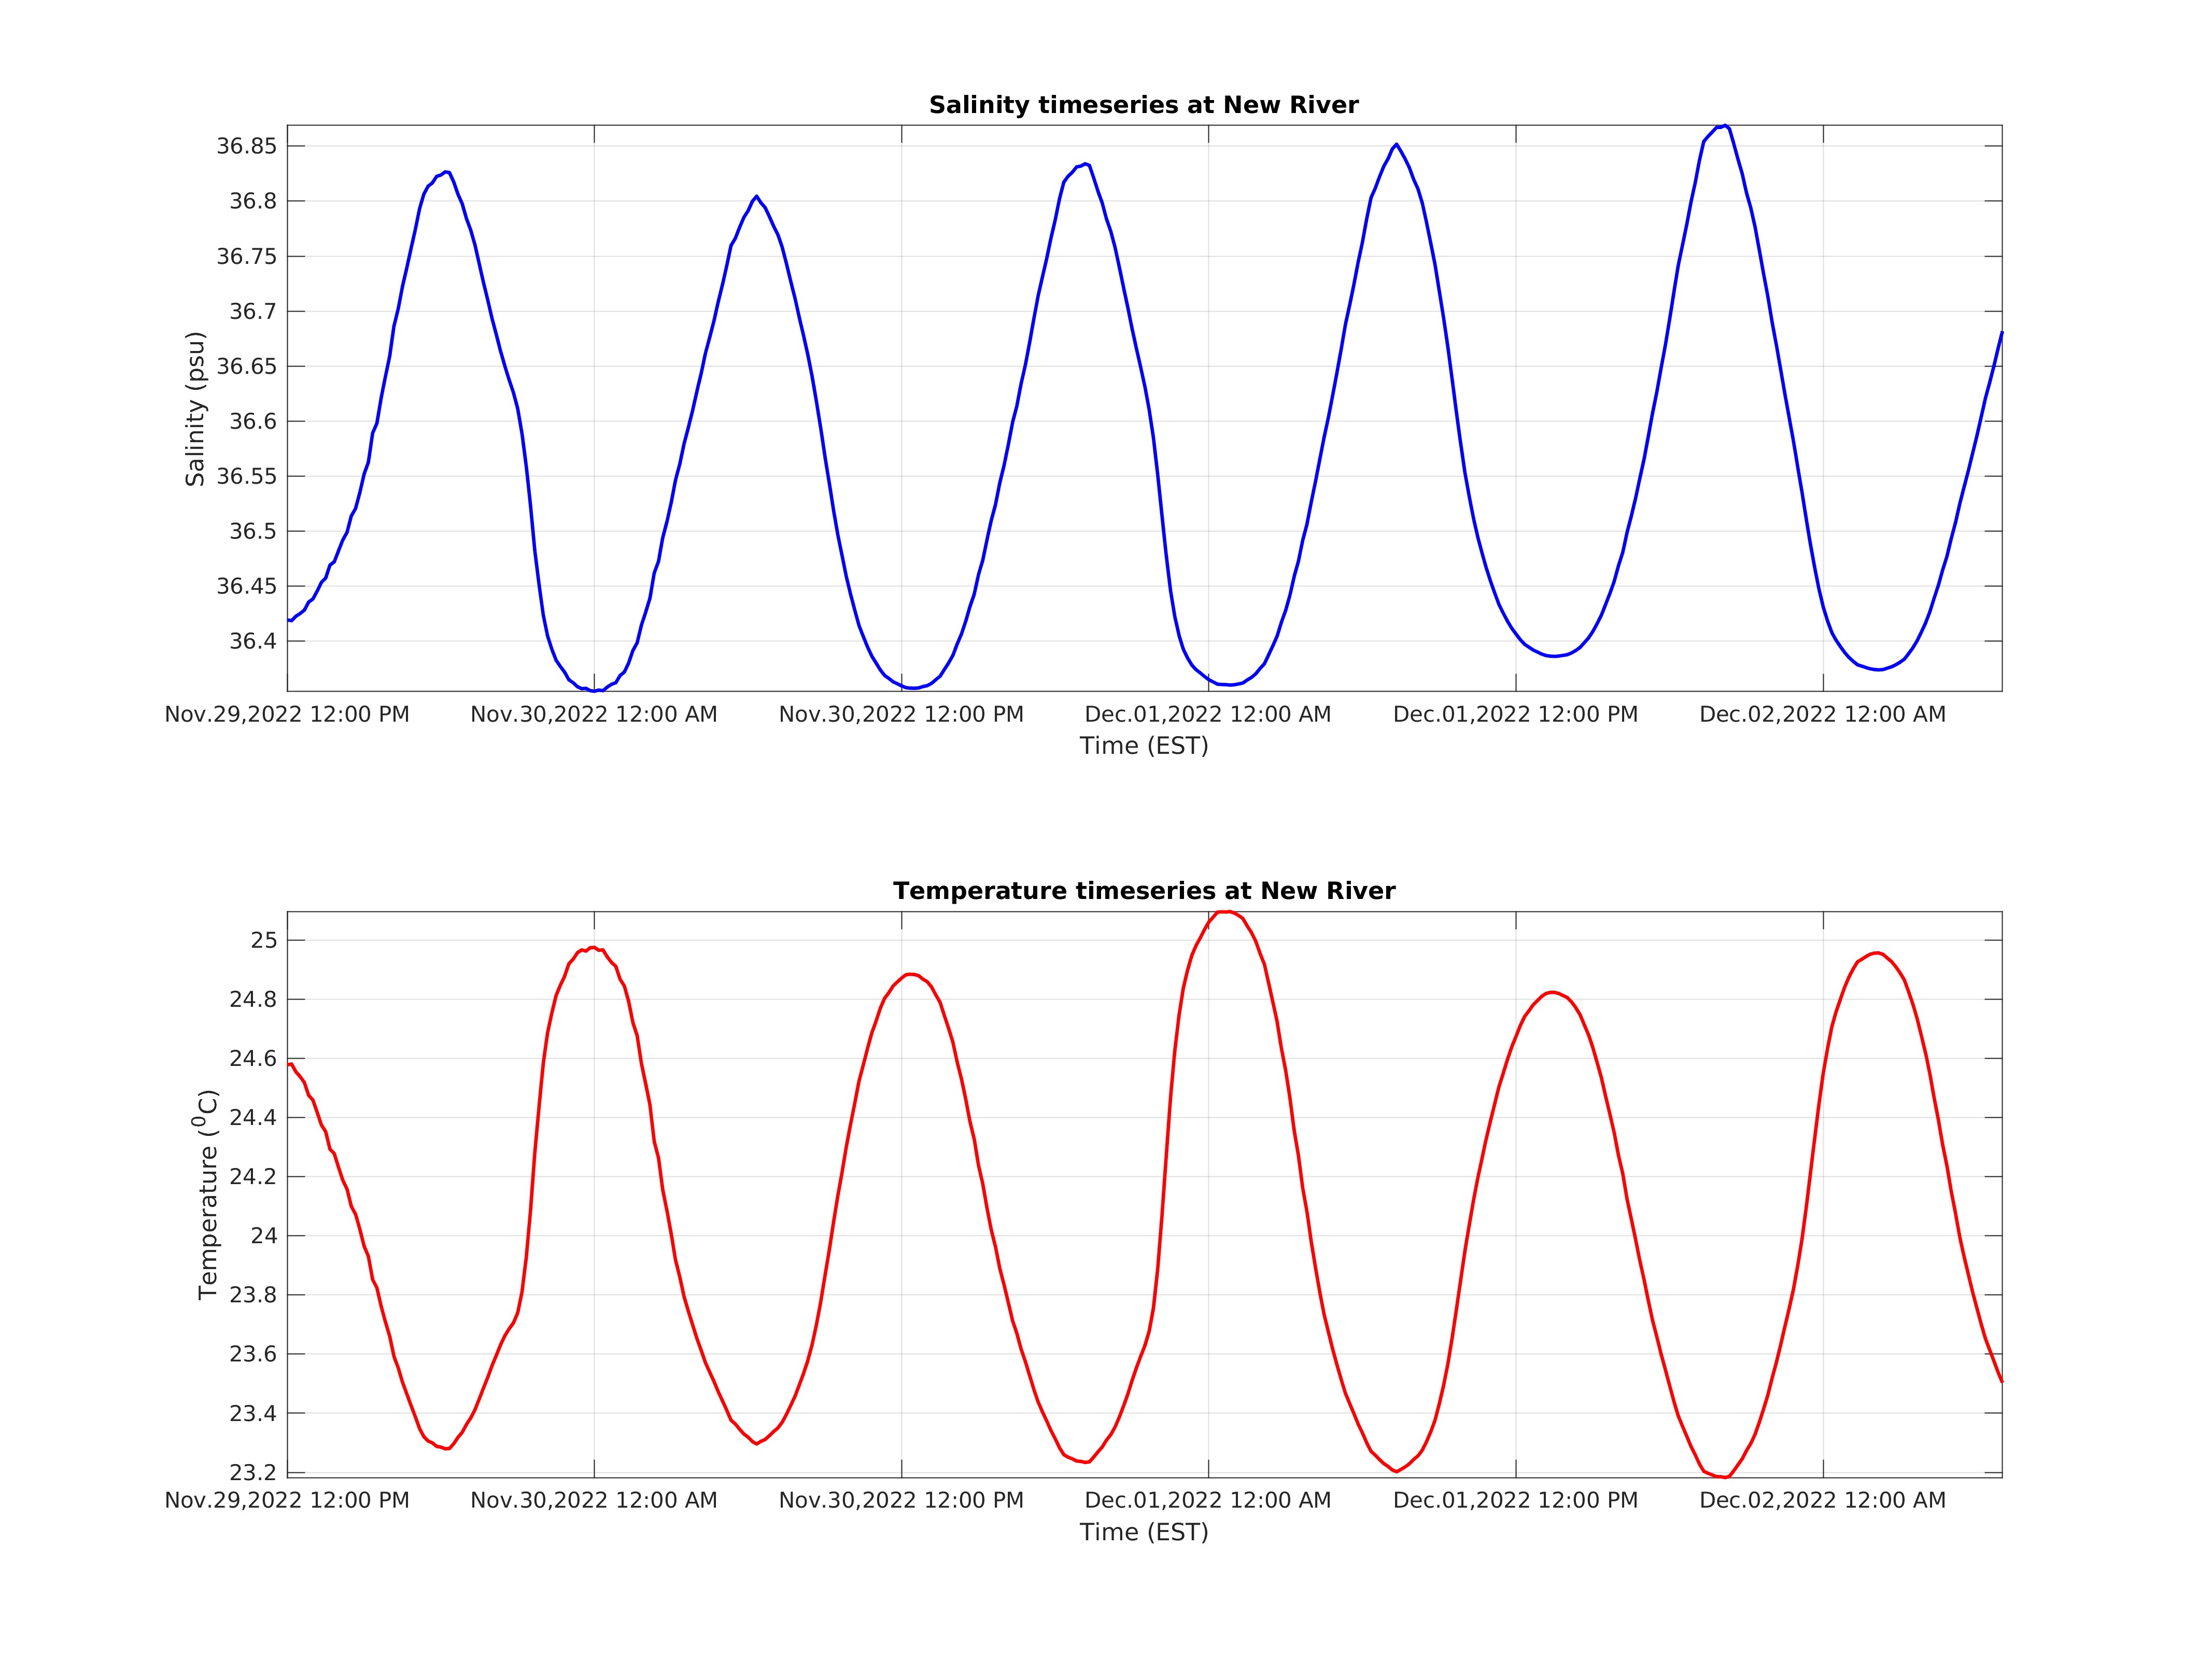 Salinity timeseries at New River
36.85
36.8
36.75
36.7
36.65
36.6
36.55
36.5
36.45
36.4
Salinity (psu)
Nov.29,2022 12:00 PM Nov.30,2022 12:00 AM Nov.30,2022 12:00 PM Dec.01,2022 12:00 AM Dec.01,2022 12:00 PM Dec.02,2022 12:00 AM
Time (EST)
Temperature timeseries at New River
25
24.8
24.6
24.4
24.2
24
23.8
23.6
23.4
23.2
Temperature (⁰C)
Nov.29,2022 12:00 PM Nov.30,2022 12:00 AM Nov.30,2022 12:00 PM Dec.01,2022 12:00 AM Dec.01,2022 12:00 PM Dec.02,2022 12:00 AM
Time (EST)